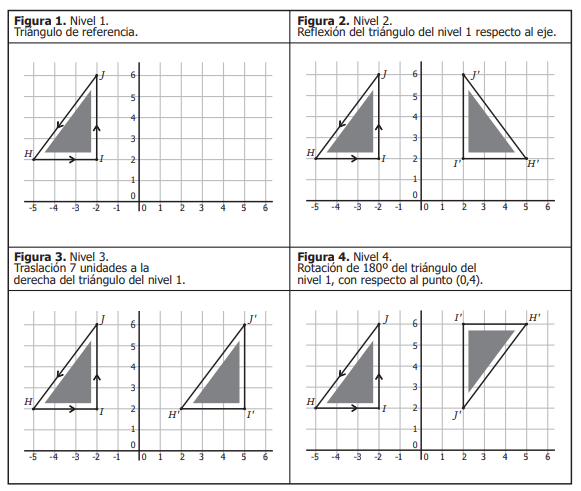 Figura 1. Nivel 1.
Triángulo de referencia.
J
H
I
6
5
4
3
2
1
0
-5 -4 -3 -2 -1 0 1 2 3 4 5 6
Figura 2. Nivel 2.
Reflexión del triángulo del nivel 1 respecto al eje.
J
J'
H
I
I'
H'
6
5
4
3
2
1
0
-5 -4 -3 -2 -1 0 1 2 3 4 5 6
Figura 3. Nivel 3.
Traslación 7 unidades a la
derecha del triángulo del nivel 1.
J
J'
H
I
H'
I'
6
5
4
3
2
1
0
-5 -4 -3 -2 -1 0 1 2 3 4 5 6
Figura 4. Nivel 4.
Rotación de 180º del triángulo del
nivel 1, con respecto al punto (0,4).
J
I'
H'
H
I
J'
6
5
4
3
2
1
0
-5 -4 -3 -2 -1 0 1 2 3 4 5 6